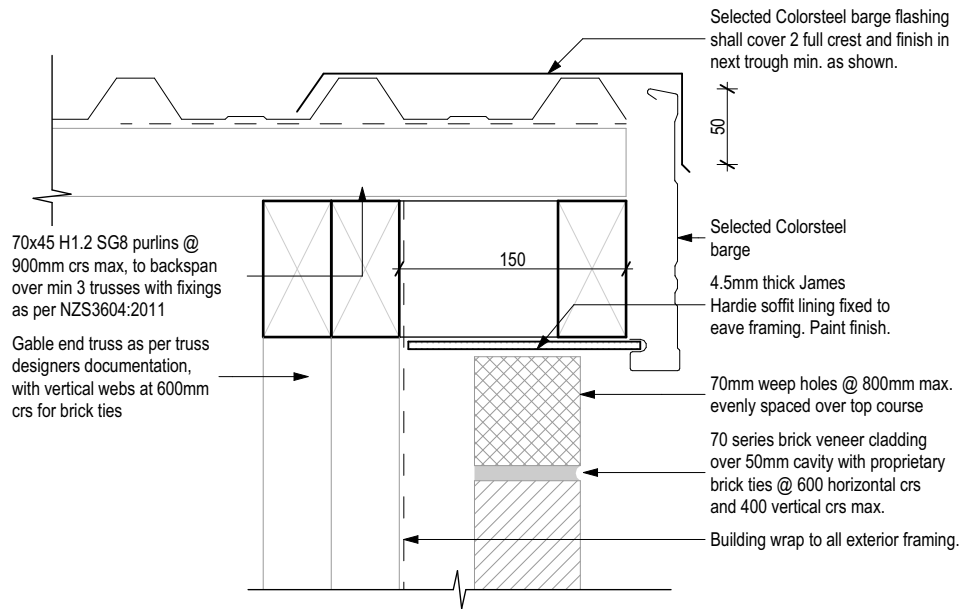 Selected Colorsteel barge flashing
shall cover 2 full crest and finish in
next trough min. as shown.
50
70x45 H1.2 SG8 purlins @
900mm crs max, to backspan
over min 3 trusses with fixings
as per NZS3604:2011
Gable end truss as per truss
designers documentation,
with vertical webs at 600mm
crs for brick ties
150
Selected Colorsteel
barge
4.5mm thick James
Hardie soffit lining fixed to
eave framing. Paint finish.
70mm weep holes @ 800mm max.
evenly spaced over top course
70 series brick veneer cladding
over 50mm cavity with proprietary
brick ties @ 600 horizontal crs
and 400 vertical crs max.
Building wrap to all exterior framing.